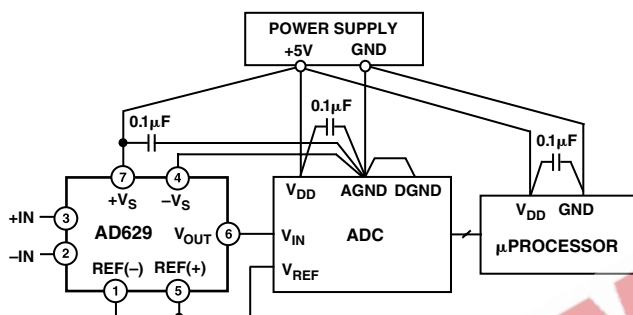 POWER SUPPLY
+5V GND
0.1µF
0.1µF
0.1µF
7 4
+VS –VS
VDD AGND DGND
VDD GND
+IN 3
AD629
VOUT 6
VIN
ADC
µPROCESSOR
–IN 2
REF(–) REF(+)
VREF
1 5